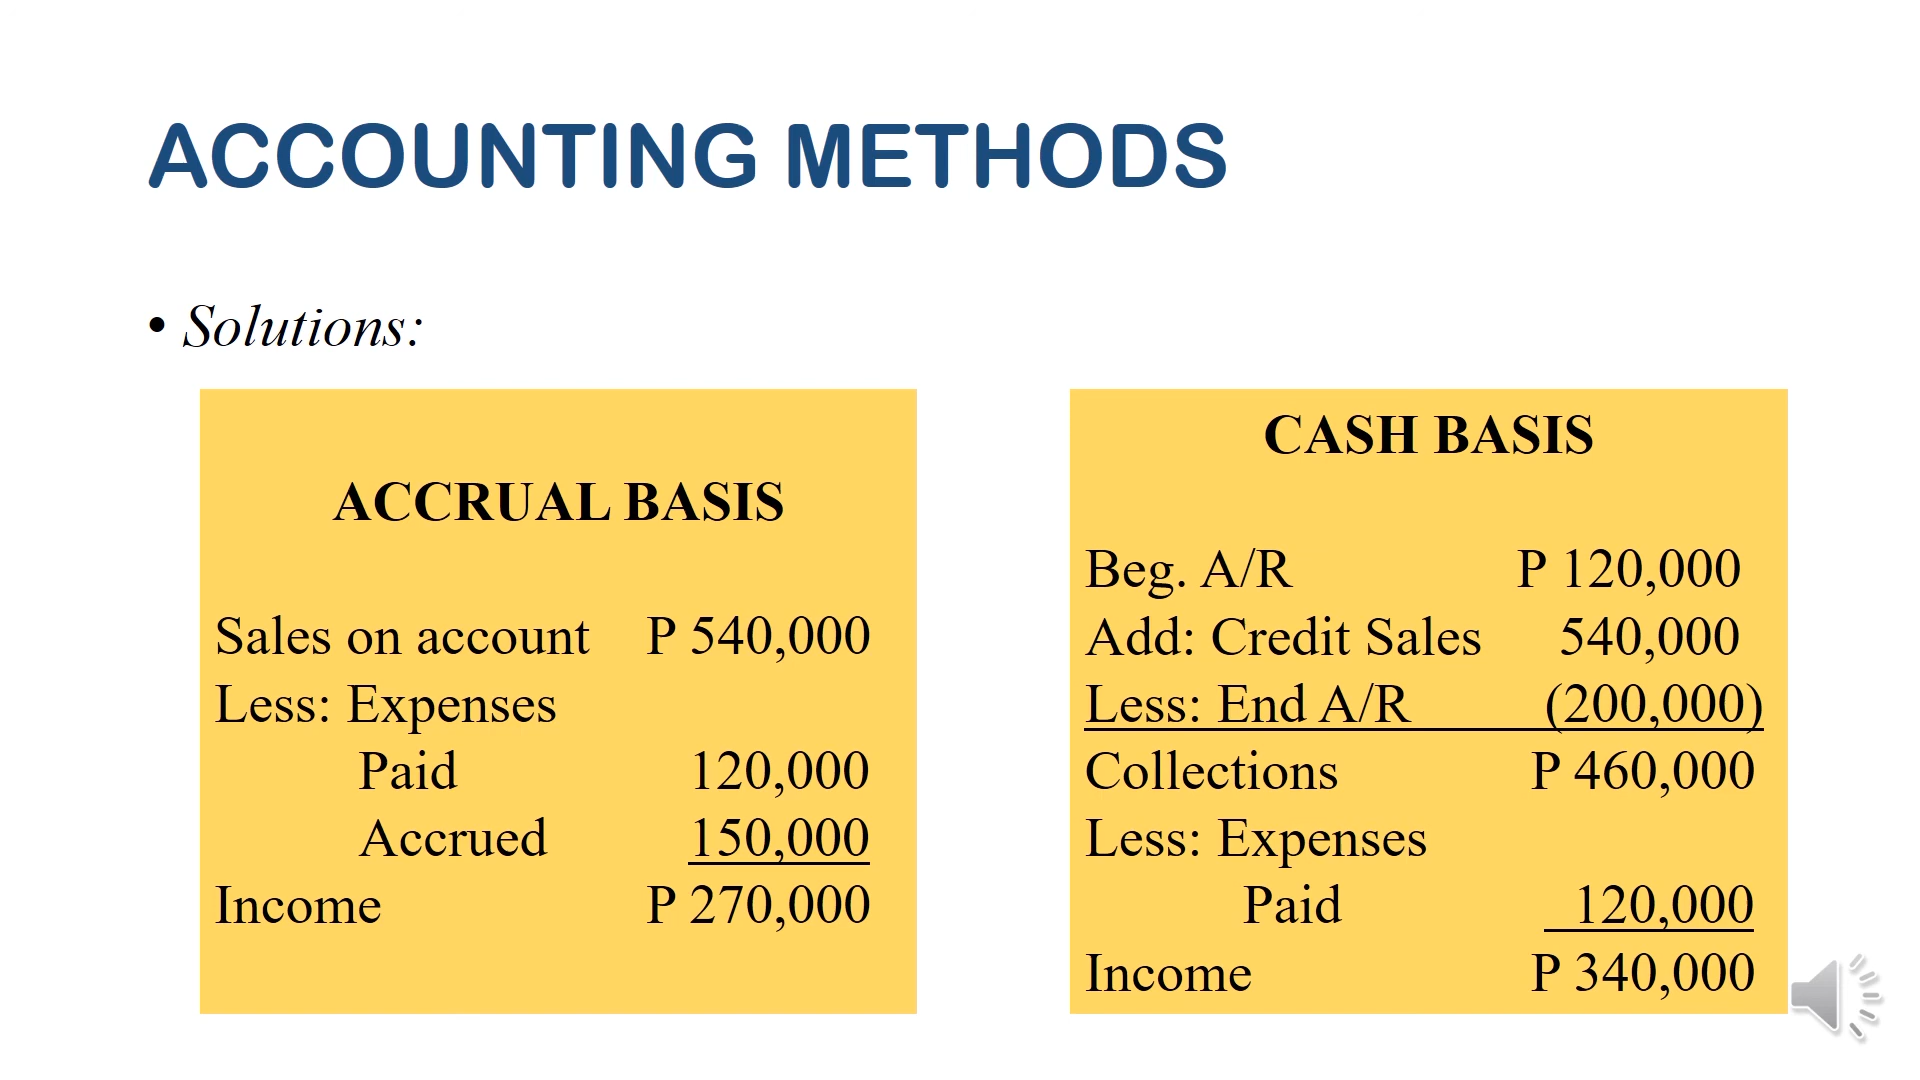 ACCOUNTING METHODS
• Solutions:
ACCRUAL BASIS
Sales on account P 540,000
Less: Expenses
Paid 120,000
Accrued 150,000
Income P 270,000
CASH BASIS
Beg. A/R P 120,000
Add: Credit Sales 540,000
Less: End A/R (200,000)
Collections P 460,000
Less: Expenses
Paid 120,000
Income P 340,000